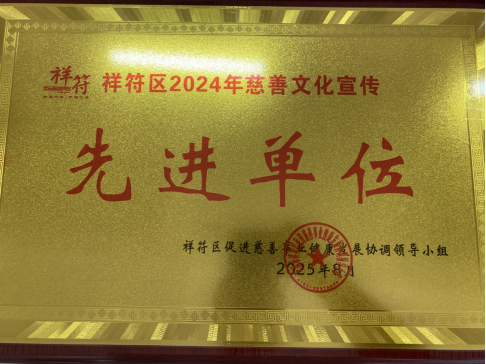 祥符 祥符区2024年慈善文化宣传
先进单位
祥符区促进慈善事业健康发展协调领导小组
2025年8月